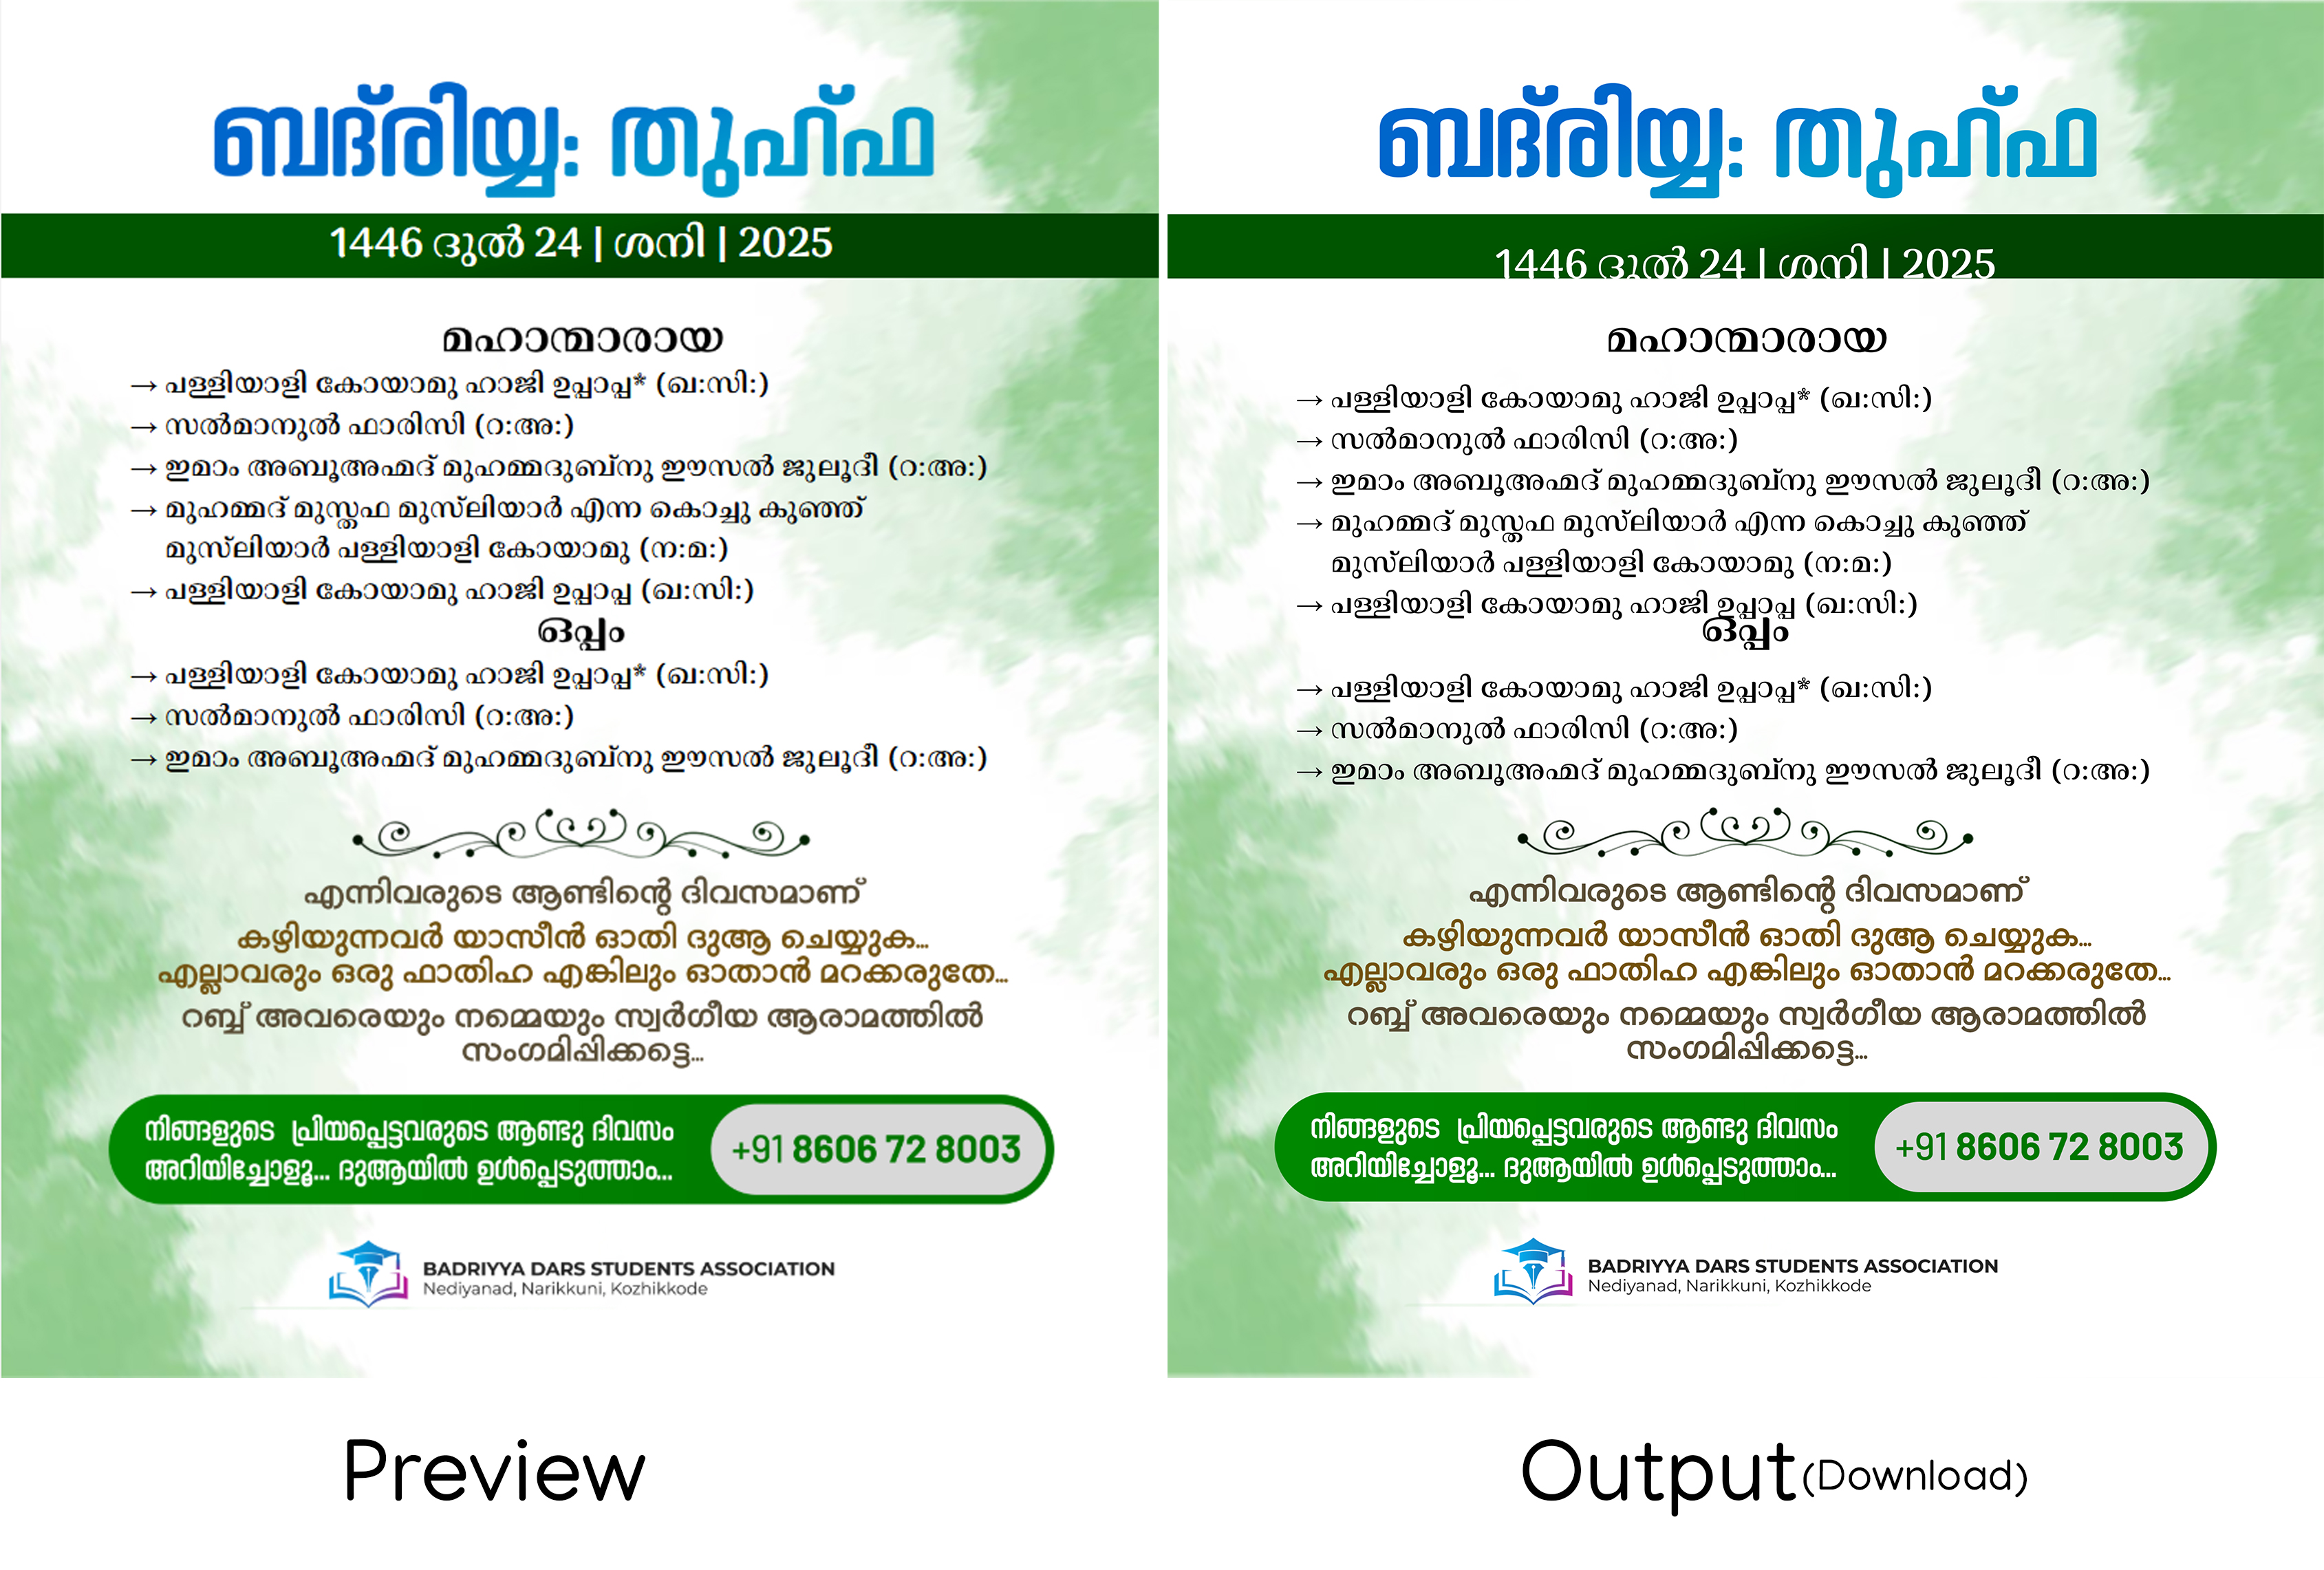 ബദ്‌രിയ്യ: തുഹ്ഫ
1446 ദുൽ 24 | ശനി | 2025
മഹാന്മാരായ
→ പള്ളിയാളി കോയാമു ഹാജി ഉപ്പാപ്പ* (ഖ:സി:)
→ സൽമാനുൽ ഫാരിസി (റ:അ:)
→ ഇമാം അബൂഅഹ്മദ് മുഹമ്മദുബ്നു ഈസൽ ജുലൂദീ (റ:അ:)
→ മുഹമ്മദ് മുസ്തഫ മുസ്‌ലിയാർ എന്ന കൊച്ചു കുഞ്ഞ്
മുസ്‌ലിയാർ പള്ളിയാളി കോയാമു (ന:മ:)
→ പള്ളിയാളി കോയാമു ഹാജി ഉപ്പാപ്പ (ഖ:സി:)
ഒപ്പം
→ പള്ളിയാളി കോയാമു ഹാജി ഉപ്പാപ്പ* (ഖ:സി:)
→ സൽമാനുൽ ഫാരിസി (റ:അ:)
→ ഇമാം അബൂഅഹ്മദ് മുഹമ്മദുബ്നു ഈസൽ ജുലൂദീ (റ:അ:)
എന്നിവരുടെ ആണ്ടിന്റെ ദിവസമാണ്
കഴിയുന്നവർ യാസീൻ ഓതി ദുആ ചെയ്യുക...
എല്ലാവരും ഒരു ഫാതിഹ എങ്കിലും ഓതാൻ മറക്കരുതേ...
റബ്ബ് അവരെയും നമ്മെയും സ്വർഗീയ ആരാമത്തിൽ
സംഗമിപ്പിക്കട്ടെ...
നിങ്ങളുടെ പ്രിയപ്പെട്ടവരുടെ ആണ്ടു ദിവസം
അറിയിച്ചോളൂ... ദുആയിൽ ഉൾപ്പെടുത്താം...
+91 8606 72 8003
BADRIYYA DARS STUDENTS ASSOCIATION
Nediyanad, Narikkuni, Kozhikkode
Preview
ബദ്‌രിയ്യ: തുഹ്ഫ
1446 ദുൽ 24 | ശനി | 2025
മഹാന്മാരായ
→ പള്ളിയാളി കോയാമു ഹാജി ഉപ്പാപ്പ* (ഖ:സി:)
→ സൽമാനുൽ ഫാരിസി (റ:അ:)
→ ഇമാം അബൂഅഹ്മദ് മുഹമ്മദുബ്നു ഈസൽ ജുലൂദീ (റ:അ:)
→ മുഹമ്മദ് മുസ്തഫ മുസ്‌ലിയാർ എന്ന കൊച്ചു കുഞ്ഞ്
മുസ്‌ലിയാർ പള്ളിയാളി കോയാമു (ന:മ:)
→ പള്ളിയാളി കോയാമു ഹാജി ഉപ്പാപ്പ (ഖ:സി:)
ഒപ്പം
→ പള്ളിയാളി കോയാമു ഹാജി ഉപ്പാപ്പ* (ഖ:സി:)
→ സൽമാനുൽ ഫാരിസി (റ:അ:)
→ ഇമാം അബൂഅഹ്മദ് മുഹമ്മദുബ്നു ഈസൽ ജുലൂദീ (റ:അ:)
എന്നിവരുടെ ആണ്ടിന്റെ ദിവസമാണ്
കഴിയുന്നവർ യാസീൻ ഓതി ദുആ ചെയ്യുക...
എല്ലാവരും ഒരു ഫാതിഹ എങ്കിലും ഓതാൻ മറക്കരുതേ...
റബ്ബ് അവരെയും നമ്മെയും സ്വർഗീയ ആരാമത്തിൽ
സംഗമിപ്പിക്കട്ടെ...
നിങ്ങളുടെ പ്രിയപ്പെട്ടവരുടെ ആണ്ടു ദിവസം
അറിയിച്ചോളൂ... ദുആയിൽ ഉൾപ്പെടുത്താം...
+91 8606 72 8003
BADRIYYA DARS STUDENTS ASSOCIATION
Nediyanad, Narikkuni, Kozhikkode
Output (Download)